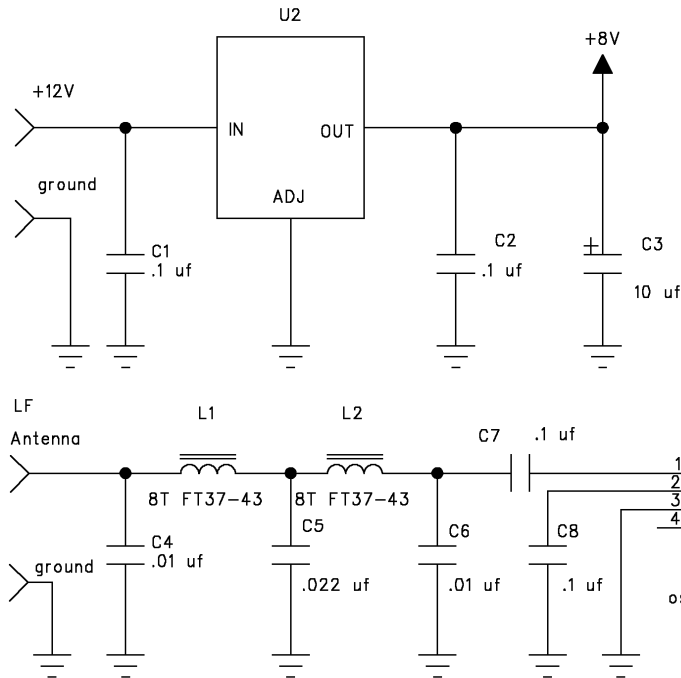 U2
+8V
+12V
IN
OUT
ground
ADJ
C1
.1 uf
C2
.1 uf
+
C3
10 uf
LF
Antenna
L1
L2
C7
.1 uf
1
2
3
4
8T FT37-43
8T FT37-43
C4
.01 uf
C5
.022 uf
C6
.01 uf
C8
.1 uf
ground